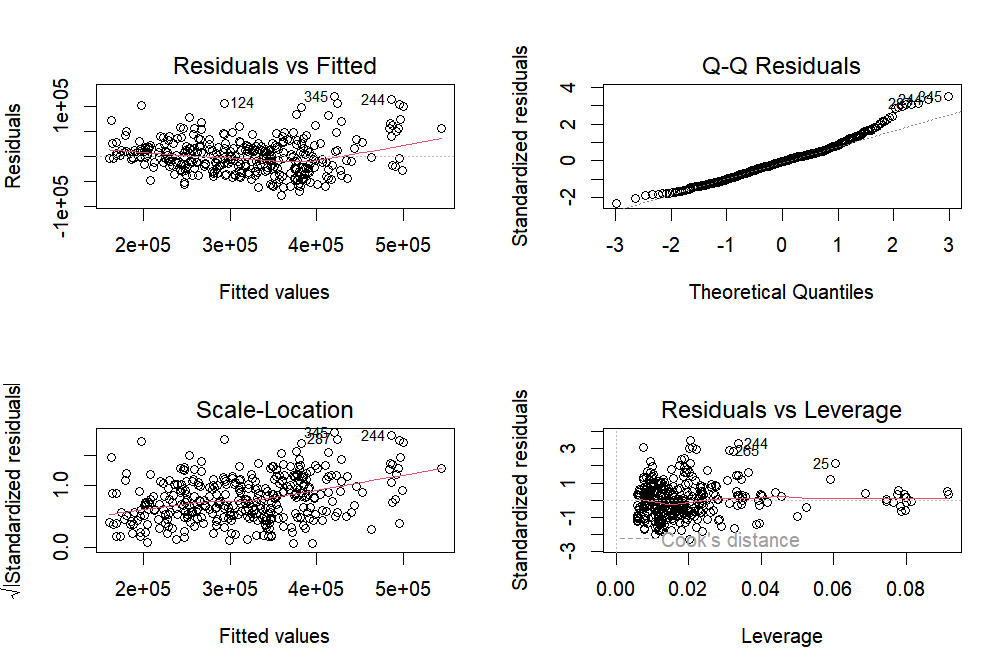 Residuals vs Fitted
Residuals
1e+05
-1e+05
124
345
244
2e+05 3e+05 4e+05 5e+05
Fitted values
Q-Q Residuals
Standardized residuals
4
2
0
-2
287
244
345
-3 -2 -1 0 1 2 3
Theoretical Quantiles
Scale-Location
√|Standardized residuals|
1.0
0.0
345
287
244
2e+05 3e+05 4e+05 5e+05
Fitted values
Residuals vs Leverage
Standardized residuals
3
1
-1
-3
244
265
25
Cook's distance
0.00 0.02 0.04 0.06 0.08
Leverage